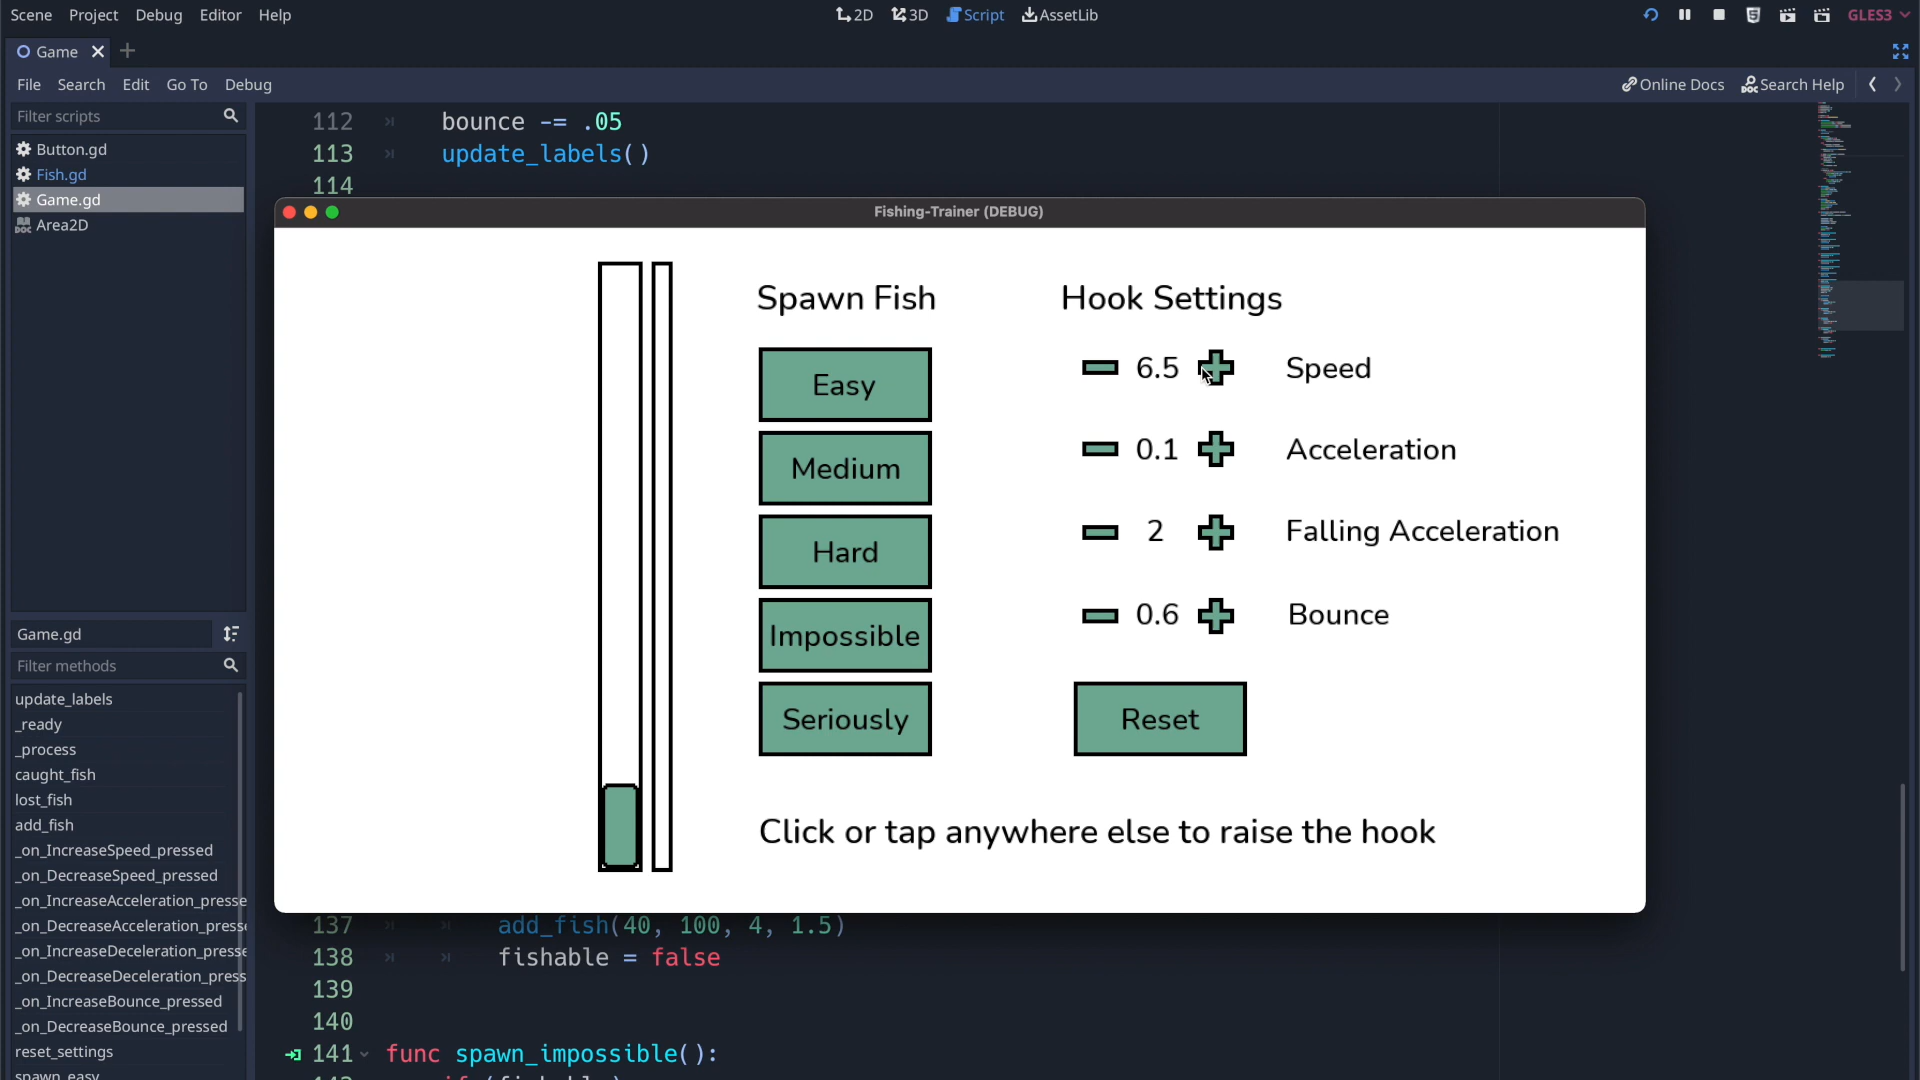 Scene Project Debug Editor Help
2D 3D Script AssetLib
GLES3
Game
File Search Edit Go To Debug
Online Docs Search Help
Filter scripts
Button.gd
Fish.gd
Game.gd
Area2D
Game.gd
Filter methods
update_labels
_ready
_process
caught_fish
lost_fish
add_fish
_on_IncreaseSpeed_pressed
_on_DecreaseSpeed_pressed
_on_IncreaseAcceleration_presse
_on_DecreaseAcceleration_press
_on_IncreaseDeceleration_presse
_on_DecreaseDeceleration_press
_on_IncreaseBounce_pressed
_on_DecreaseBounce_pressed
reset_settings
spawn_easy
112 bounce -= .05
113 update_labels()
114
Fishing-Trainer (DEBUG)
Spawn Fish
Easy
Medium
Hard
Impossible
Seriously
Hook Settings
6.5 Speed
0.1 Acceleration
2 Falling Acceleration
0.6 Bounce
Reset
Click or tap anywhere else to raise the hook
137 add_fish(40, 100, 4, 1.5)
138 fishable = false
139
140
141 func spawn_impossible():